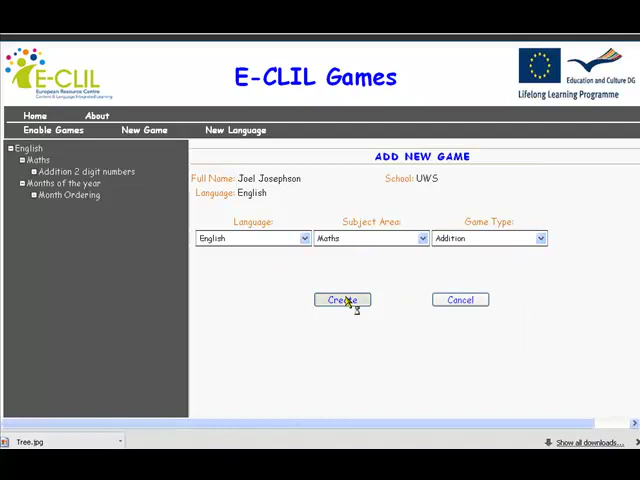 E-CLIL
European Resource Centre
Content & Language Integrated Learning
E-CLIL Games
Education and Culture DG
Lifelong Learning Programme
Home About
Enable Games New Game New Language
English
Maths
Addition 2 digit numbers
Months of the year
Month Ordering
ADD NEW GAME
Full Name: Joel Josephson School: UWS
Language: English
Language: Subject Area: Game Type:
English Maths Addition
Create Cancel
Tree.jpg Show all downloads...